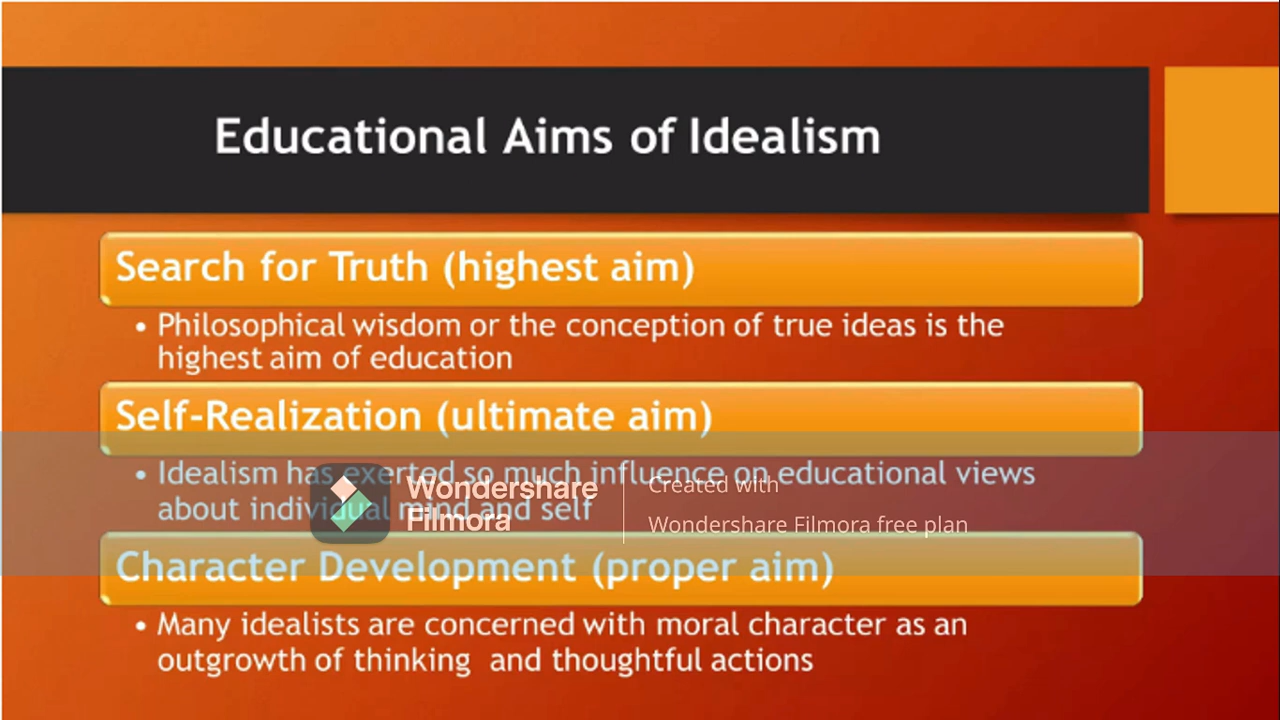 Educational Aims of Idealism
Search for Truth (highest aim)
• Philosophical wisdom or the conception of true ideas is the
highest aim of education
Self-Realization (ultimate aim)
• Idealism has exerted so much influence on educational views
about individual mind and self
Wondershare
Filmora
Created with
Wondershare Filmora free plan
Character Development (proper aim)
• Many idealists are concerned with moral character as an
outgrowth of thinking and thoughtful actions